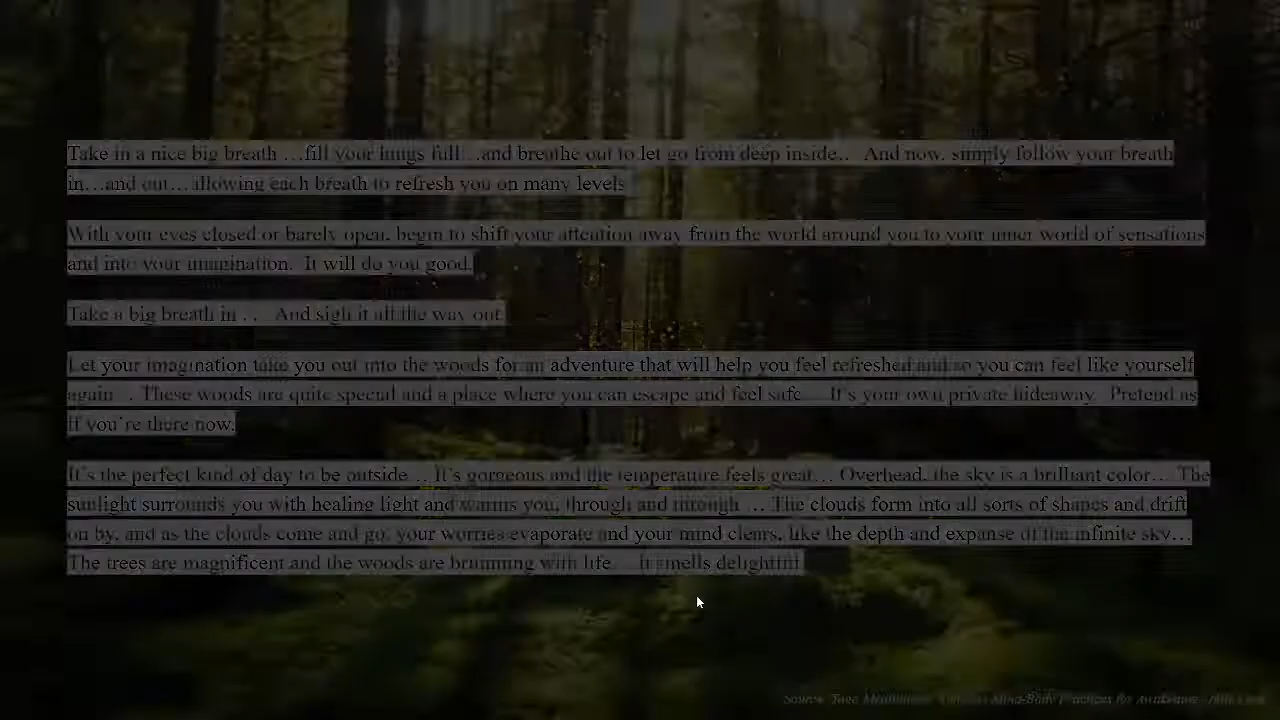 Take in a nice big breath …fill your lungs full…and breathe out to let go from deep inside… And now, simply follow your breath
in…and out… allowing each breath to refresh you on many levels
With your eyes closed or barely open, begin to shift your attention away from the world around you to your inner world of sensations
and into your imagination. It will do you good.
Take a big breath in … And sigh it all the way out
Let your imagination take you out into the woods for an adventure that will help you feel refreshed and so you can feel like yourself
again… These woods are quite special and a place where you can escape and feel safe… It's your own private hideaway. Pretend as
if you're there now.
It's the perfect kind of day to be outside… It's gorgeous and the temperature feels great… Overhead, the sky is a brilliant color… The
sunlight surrounds you with healing light and warms you, through and through … The clouds form into all sorts of shapes and drift
on by, and as the clouds come and go, your worries evaporate and your mind clears, like the depth and expanse of the infinite sky…
The trees are magnificent and the woods are brimming with life… It smells delightful
Source: Mind-Body Practices for